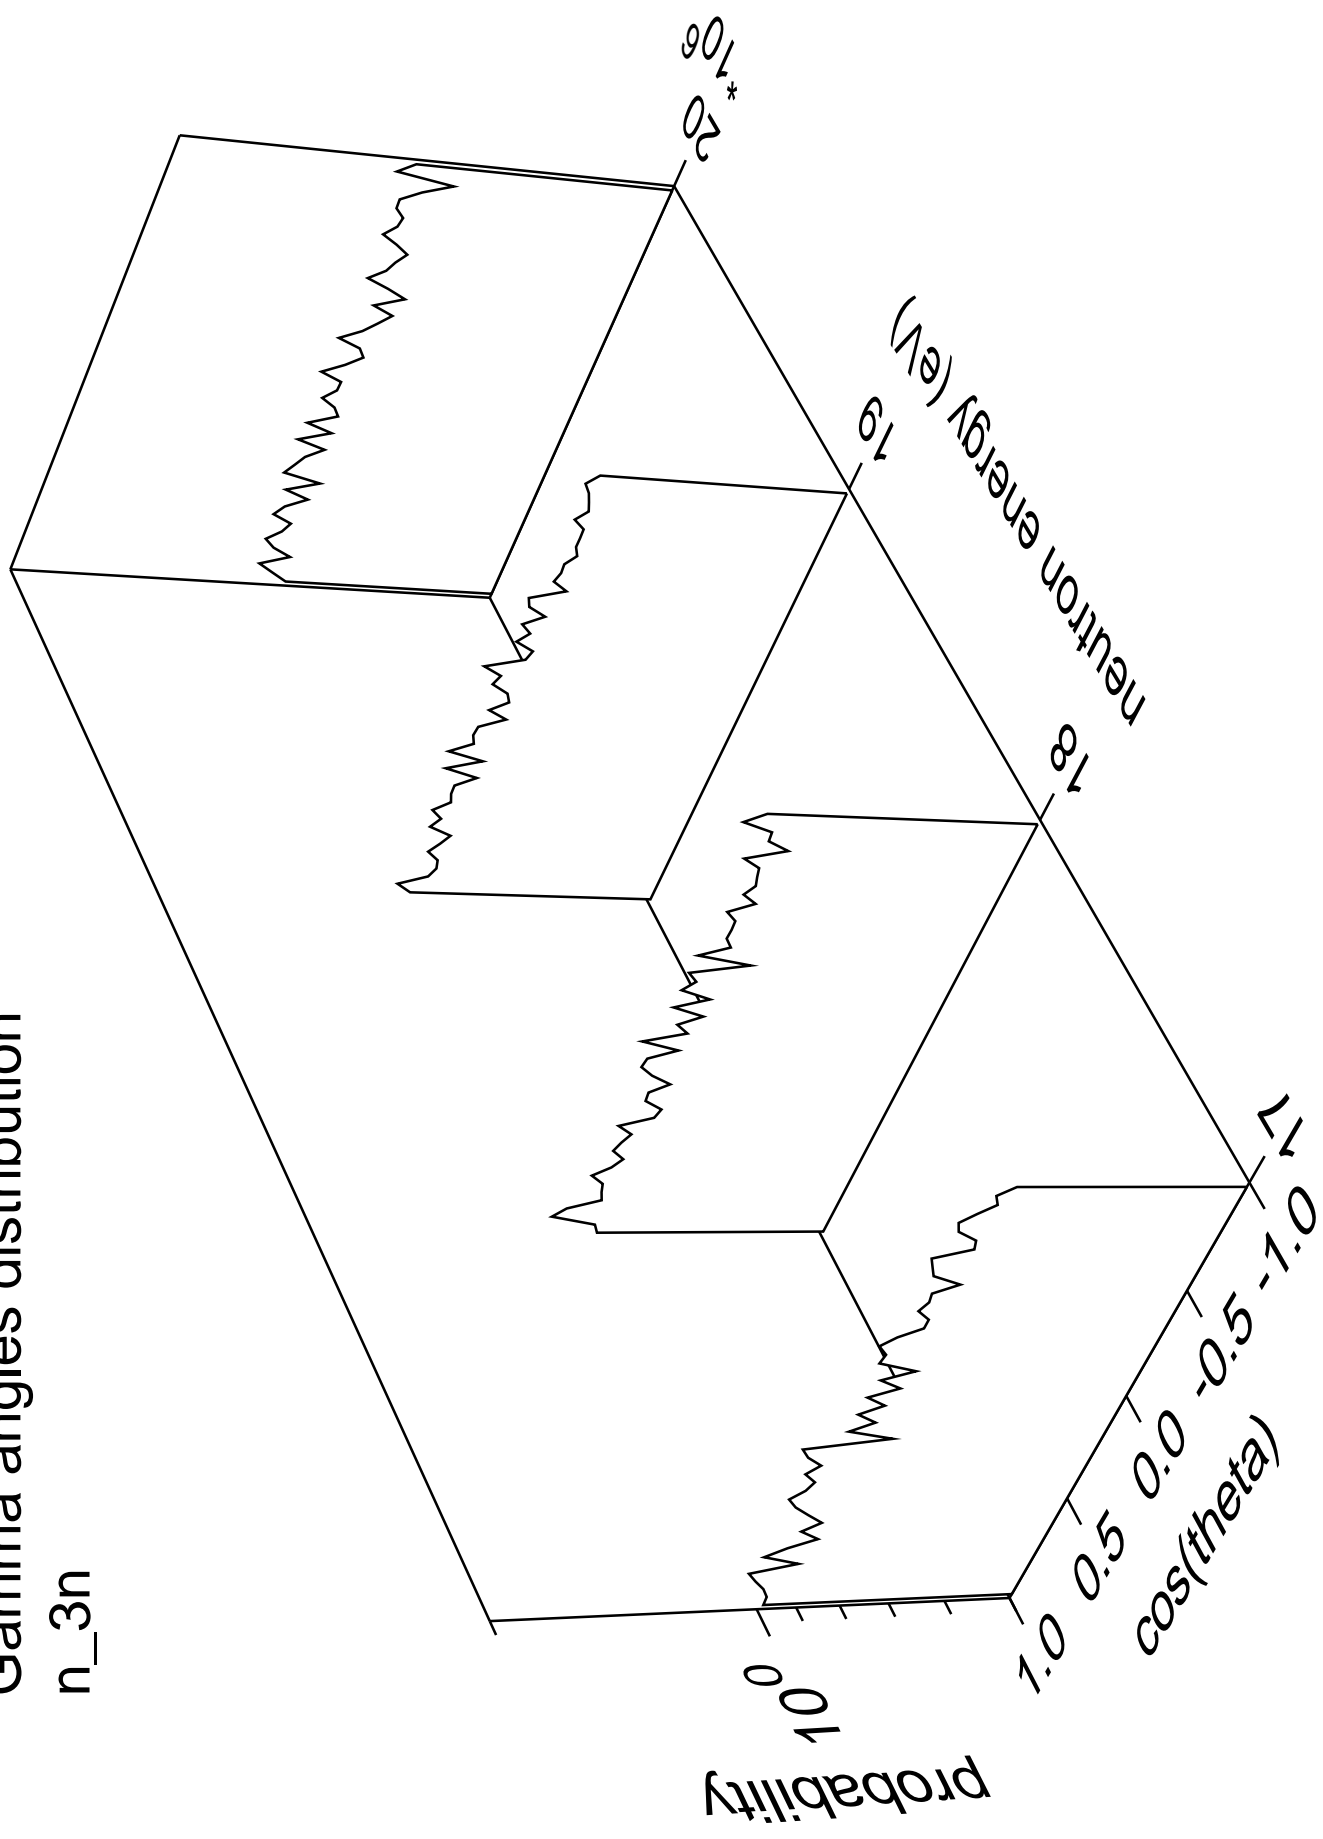 Gamma angles distribution
n_3n
probability
10 0
1.0 0.5 0.0 -0.5 -1.0
cos(theta)
17 18 19 20
* 10 6
neutron energy (eV)